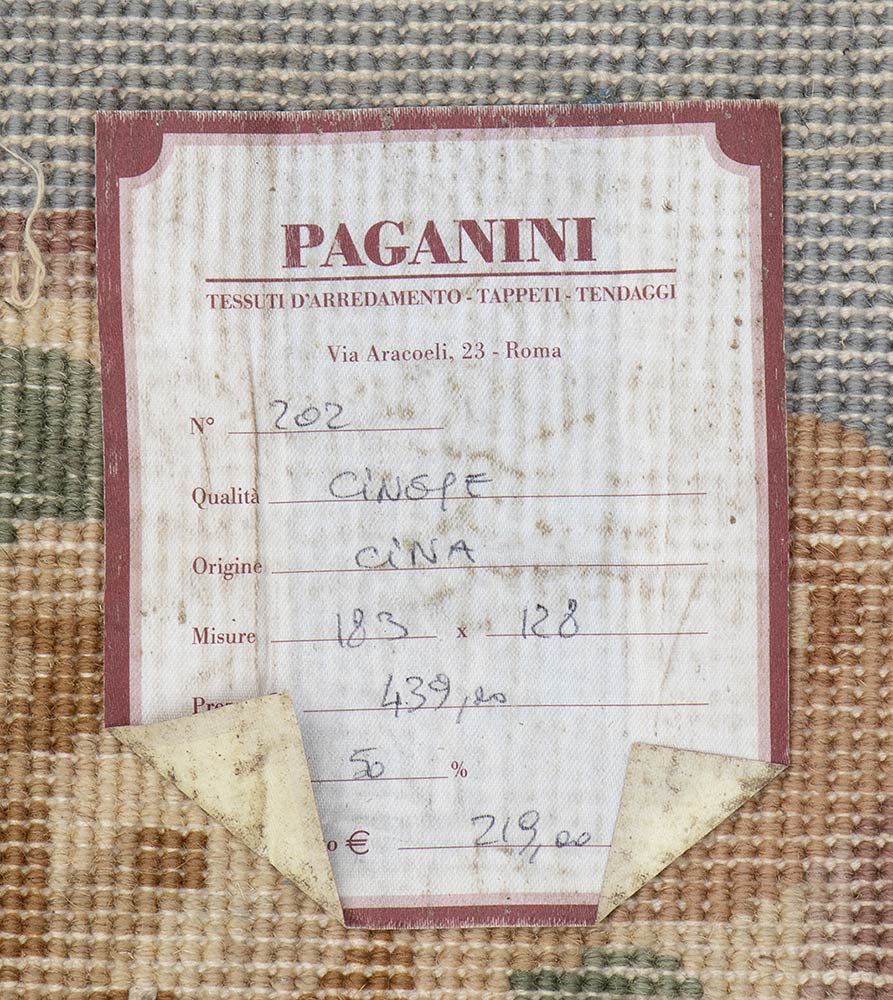 PAGANINI
TESSUTI D'ARREDAMENTO - TAPPETI - TENDAGGI
Via Aracoeli, 23 - Roma
N° 202
Qualità CINESE
Origine CINA
Misure 183 x 128
439,00
50 %
o € 219,00